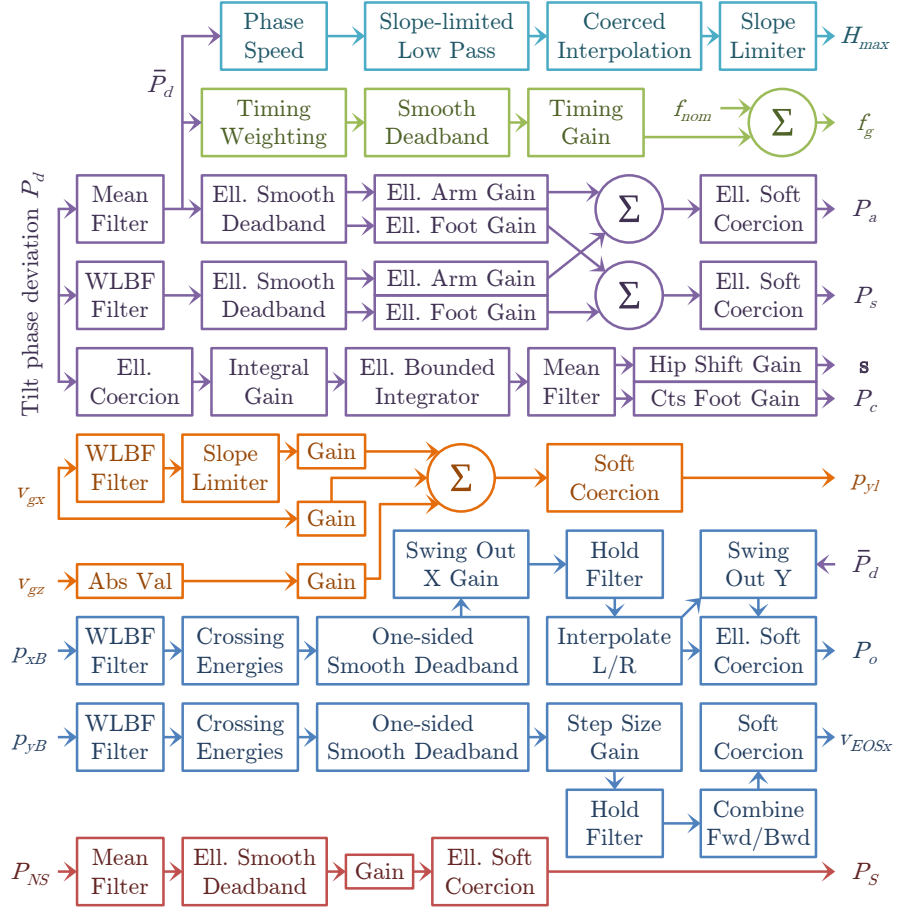 Phase
Speed
Slope-limited
Low Pass
Coerced
Interpolation
Slope
Limiter
H_max
P̄_d
Timing
Weighting
Smooth
Deadband
Timing
Gain
f_nom
Σ
f_g
Tilt phase deviation P_d
Mean
Filter
Ell. Smooth
Deadband
Ell. Arm Gain
Ell. Foot Gain
Σ
Ell. Soft
Coercion
P_a
WLBF
Filter
Ell. Smooth
Deadband
Ell. Arm Gain
Ell. Foot Gain
Σ
Ell. Soft
Coercion
P_s
Ell.
Coercion
Integral
Gain
Ell. Bounded
Integrator
Mean
Filter
Hip Shift Gain
Cts Foot Gain
s
P_c
v_gx
WLBF
Filter
Slope
Limiter
Gain
Gain
Σ
Soft
Coercion
p_yl
v_gz
Abs Val
Gain
Swing Out
X Gain
Hold
Filter
Swing
Out Y
P̄_d
p_xB
WLBF
Filter
Crossing
Energies
One-sided
Smooth Deadband
Interpolate
L/R
Ell. Soft
Coercion
P_o
p_yB
WLBF
Filter
Crossing
Energies
One-sided
Smooth Deadband
Step Size
Gain
Soft
Coercion
v_EOSx
Hold
Filter
Combine
Fwd/Bwd
P_NS
Mean
Filter
Ell. Smooth
Deadband
Gain
Ell. Soft
Coercion
P_S